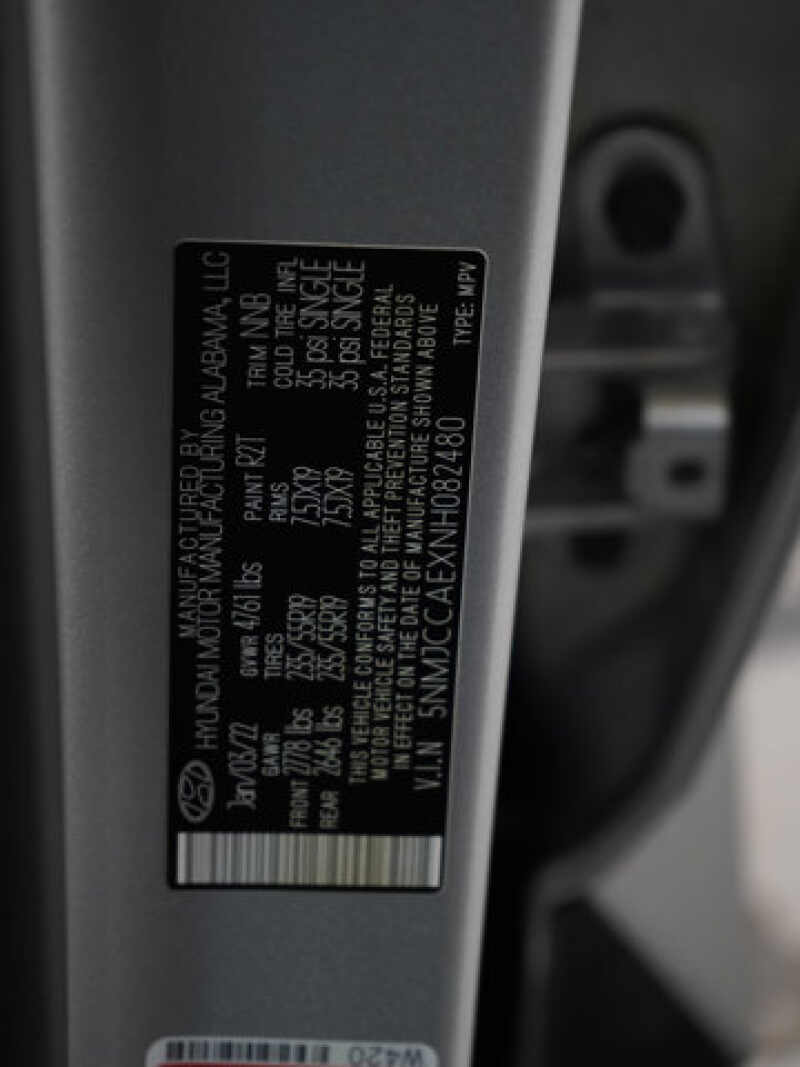 MANUFACTURED BY
HYUNDAI MOTOR MANUFACTURING ALABAMA, LLC
Jan/03/22 GVWR 4761 lbs PAINT R2T TRIM NNB
GAWR TIRES RIMS COLD TIRE INFL
FRONT 2778 lbs 235/55R19 7.5JX19 35 psi SINGLE
REAR 2646 lbs 235/55R19 7.5JX19 35 psi SINGLE
THIS VEHICLE CONFORMS TO ALL APPLICABLE U.S.A. FEDERAL
MOTOR VEHICLE SAFETY AND THEFT PREVENTION STANDARDS
IN EFFECT ON THE DATE OF MANUFACTURE SHOWN ABOVE
V.I.N 5NMJCCAEXNH082480 TYPE: MPV
W420